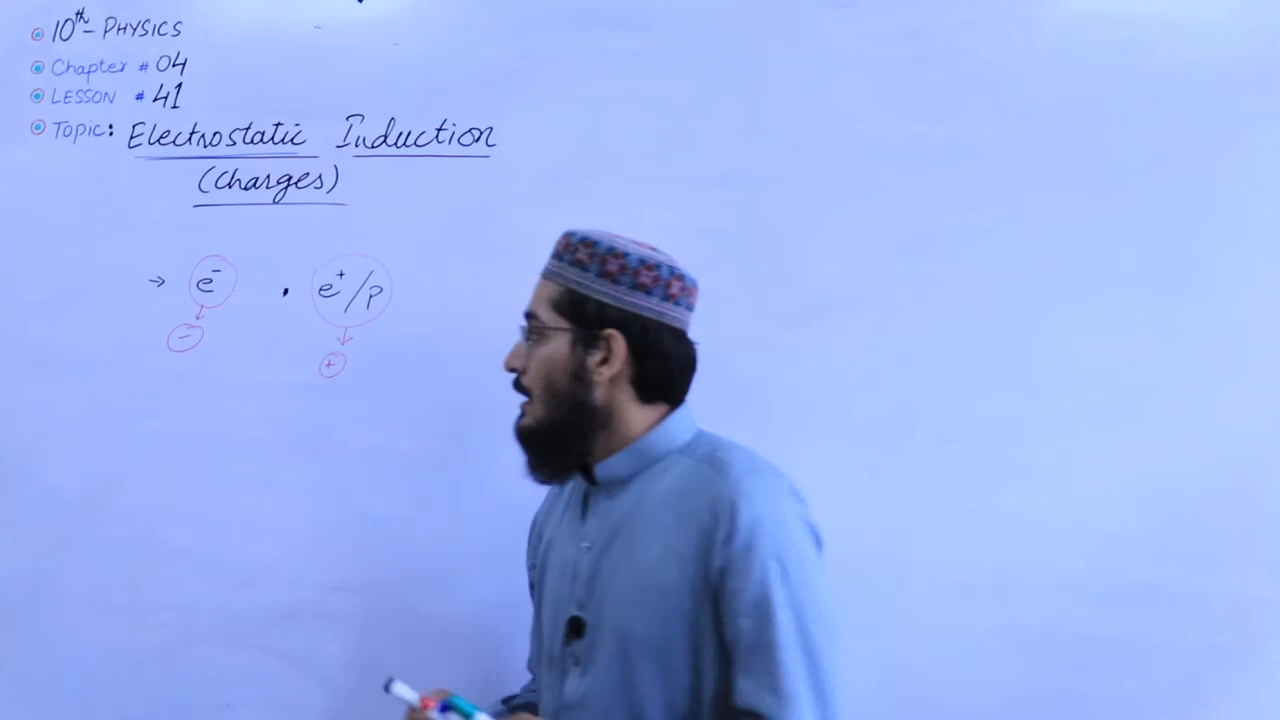 10th - PHYSICS
Chapter # 04
LESSON # 41
Topic: Electrostatic Induction
(Charges)
→ e⁻ . e⁺/p
- +